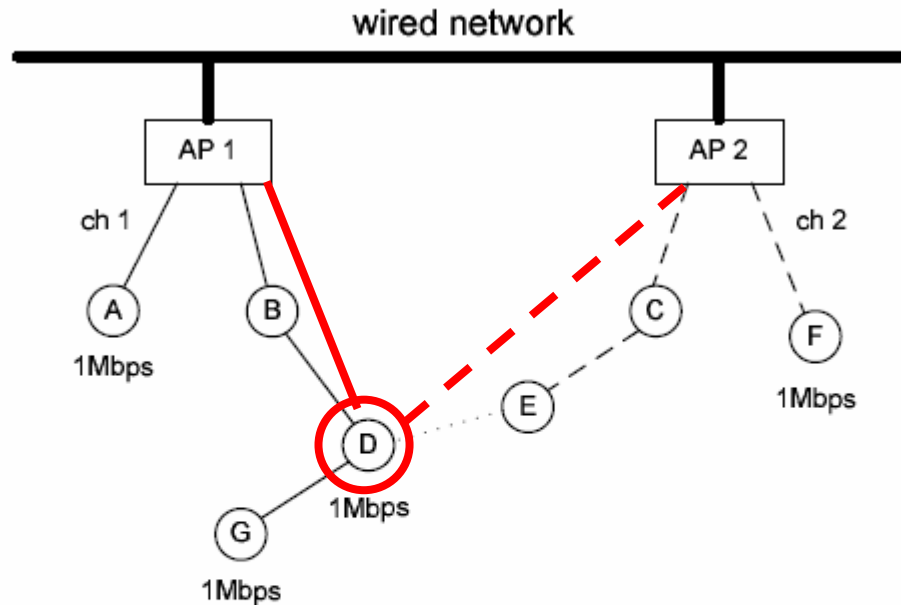 wired network
AP 1
AP 2
ch 1
ch 2
A
B
C
F
1Mbps
1Mbps
E
D
1Mbps
G
1Mbps